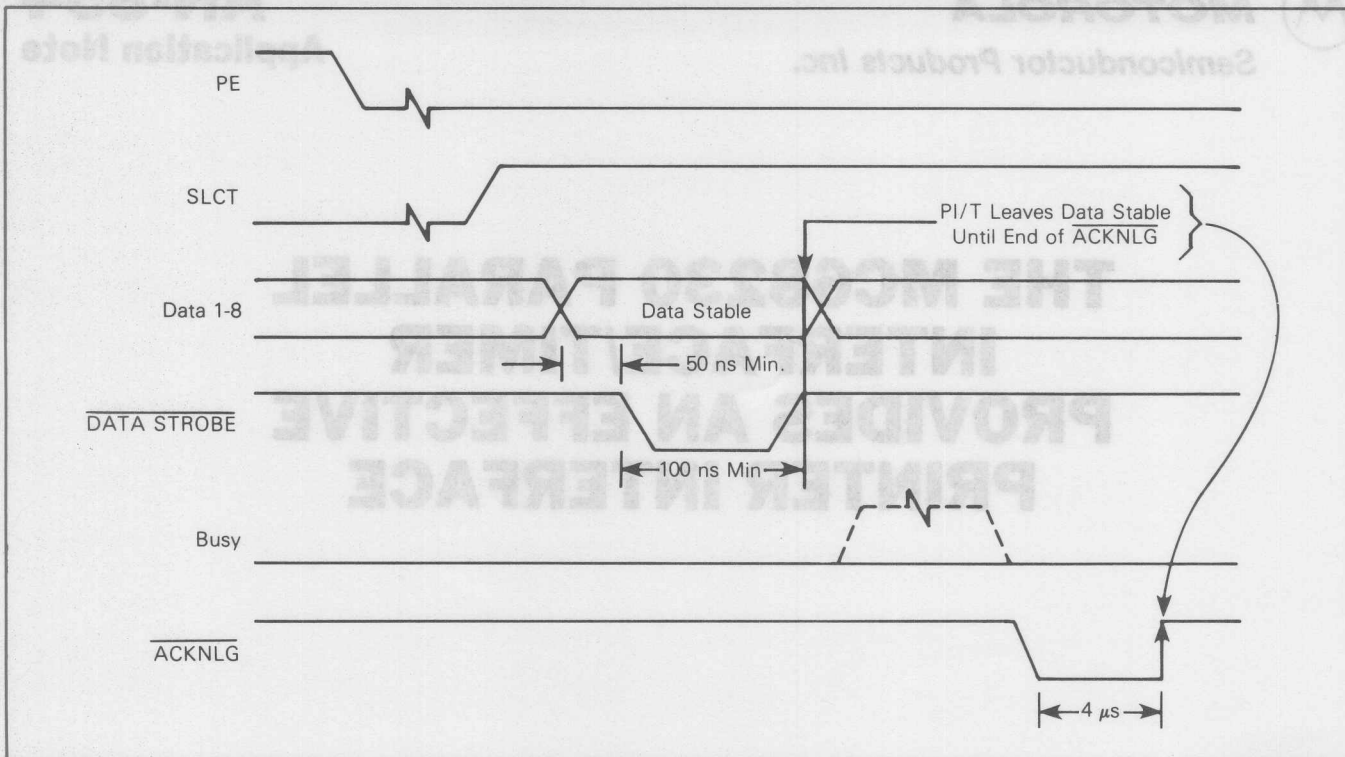 MOTOROLA
Semiconductor Products Inc.
Application Note
PE
SLCT
PI/T Leaves Data Stable
Until End of ACKNLG
THE MC68230 PARALLEL
INTERFACE/TIMER
PROVIDES AN EFFECTIVE
PRINTER INTERFACE
Data 1-8
Data Stable
50 ns Min.
DATA STROBE
100 ns Min
Busy
ACKNLG
4 μs